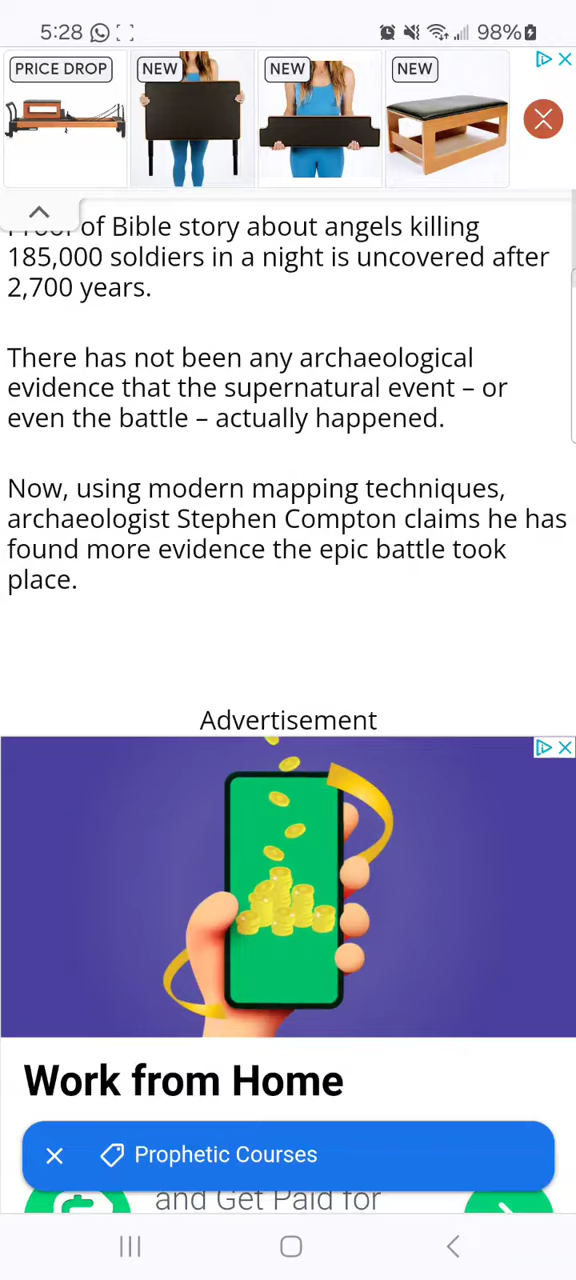 5:28
98%
PRICE DROP
NEW
NEW
NEW
of Bible story about angels killing
185,000 soldiers in a night is uncovered after
2,700 years.
There has not been any archaeological
evidence that the supernatural event – or
even the battle – actually happened.
Now, using modern mapping techniques,
archaeologist Stephen Compton claims he has
found more evidence the epic battle took
place.
Advertisement
Work from Home
Prophetic Courses
and Get Paid for